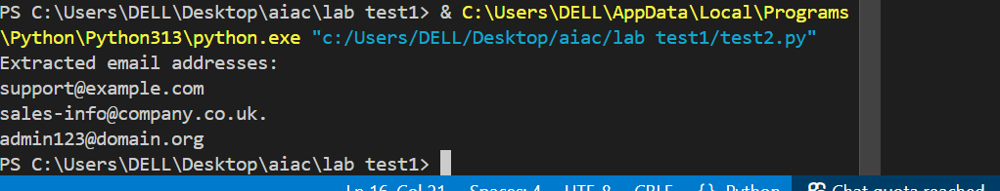 PS C:\Users\DELL\Desktop\aiac\lab test1> & C:\Users\DELL\AppData\Local\Programs
\Python\Python313\python.exe "c:/Users/DELL/Desktop/aiac/lab test1/test2.py"
Extracted email addresses:
support@example.com
sales-info@company.co.uk.
admin123@domain.org
PS C:\Users\DELL\Desktop\aiac\lab test1>
Ln 16, Col 21 Spaces: 4 UTF-8 CRLF {} Python Chat quota reached